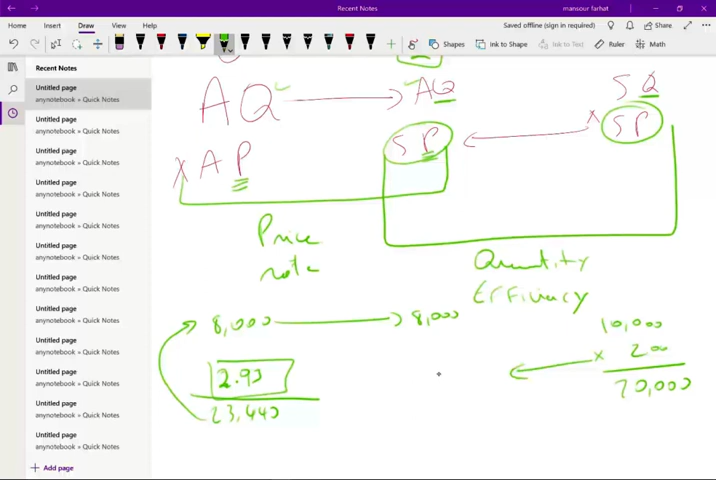 Recent Notes
mansour farhat
Home
Insert
Draw
View
Help
Saved offline (sign in required)
Share
Shapes
Ink to Shape
Ink to Text
Ruler
Math
Recent Notes
Untitled page
anynotebook » Quick Notes
Untitled page
anynotebook » Quick Notes
Untitled page
anynotebook » Quick Notes
Untitled page
anynotebook » Quick Notes
Untitled page
anynotebook » Quick Notes
Untitled page
anynotebook » Quick Notes
Untitled page
anynotebook » Quick Notes
Untitled page
anynotebook » Quick Notes
Untitled page
anynotebook » Quick Notes
Untitled page
anynotebook » Quick Notes
Untitled page
anynotebook » Quick Notes
Untitled page
anynotebook » Quick Notes
+ Add page
AQ AQ SQ
x AP SP x SP
Price
rate
Quantity
Efficiency
8,000 8,000 10,000
2.93 x 200
23,440 20,000